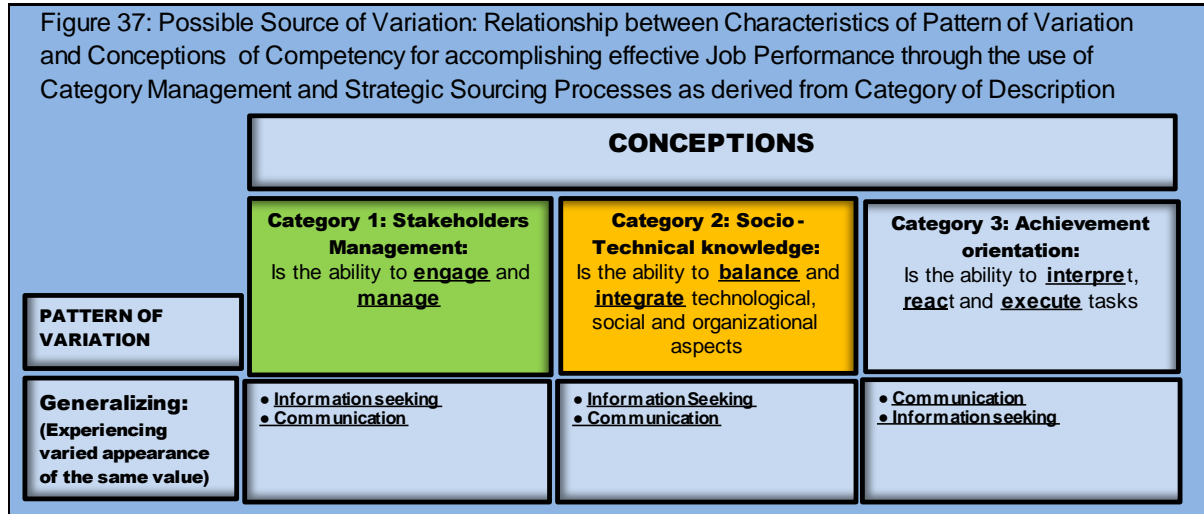 Figure 37: Possible Source of Variation: Relationship between Characteristics of Pattern of Variation
and Conceptions of Competency for accomplishing effective Job Performance through the use of
Category Management and Strategic Sourcing Processes as derived from Category of Description
CONCEPTIONS
PATTERN OF
VARIATION
Category 1: Stakeholders
Management:
Is the ability to engage and
manage
Category 2: Socio-
Technical knowledge:
Is the ability to balance and
integrate technological,
social and organizational
aspects
Category 3: Achievement
orientation:
Is the ability to interpret,
react and execute tasks
Generalizing:
(Experiencing
varied appearance
of the same value)
● Information seeking
● Communication
● Information Seeking
● Communication
● Communication
● Information seeking